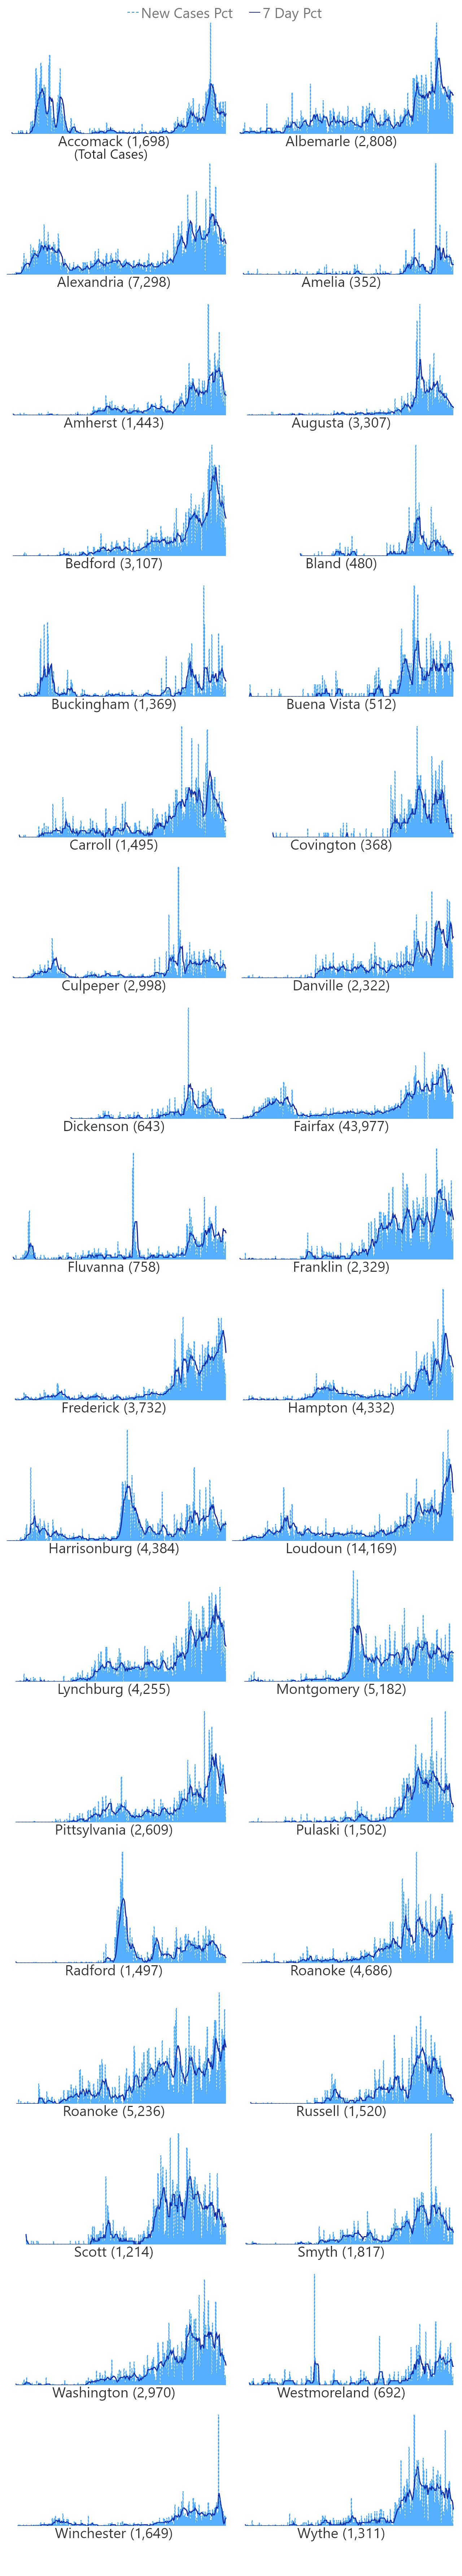 New Cases Pct 7 Day Pct
Accomack (1,698) Albemarle (2,808)
(Total Cases)
Alexandria (7,298) Amelia (352)
Amherst (1,443) Augusta (3,307)
Bedford (3,107) Bland (480)
Buckingham (1,369) Buena Vista (512)
Carroll (1,495) Covington (368)
Culpeper (2,998) Danville (2,322)
Dickenson (643) Fairfax (43,977)
Fluvanna (758) Franklin (2,329)
Frederick (3,732) Hampton (4,332)
Harrisonburg (4,384) Loudoun (14,169)
Lynchburg (4,255) Montgomery (5,182)
Pittsylvania (2,609) Pulaski (1,502)
Radford (1,497) Roanoke (4,686)
Roanoke (5,236) Russell (1,520)
Scott (1,214) Smyth (1,817)
Washington (2,970) Westmoreland (692)
Winchester (1,649) Wythe (1,311)